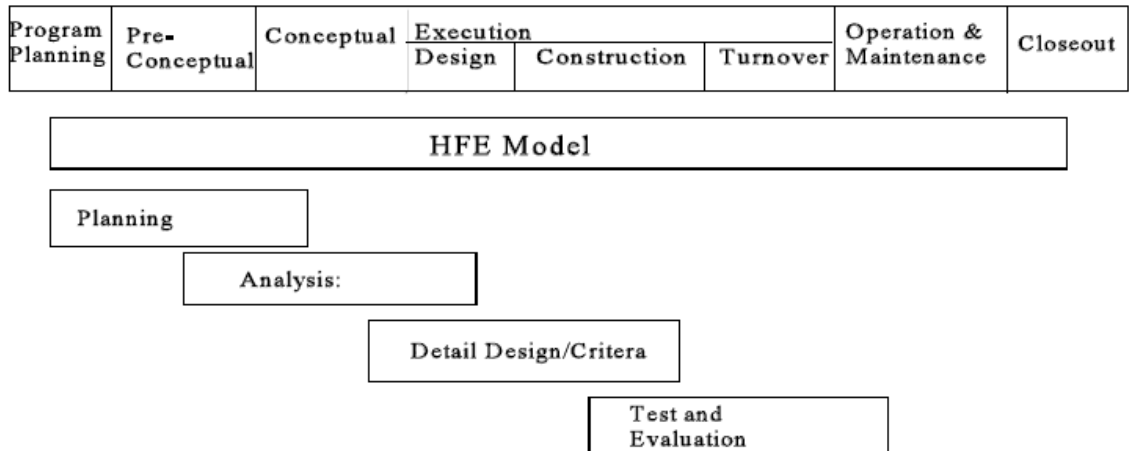 Program Planning
Pre-Conceptual
Conceptual
Execution
Design
Construction
Turnover
Operation & Maintenance
Closeout
HFE Model
Planning
Analysis:
Detail Design/Critera
Test and
Evaluation